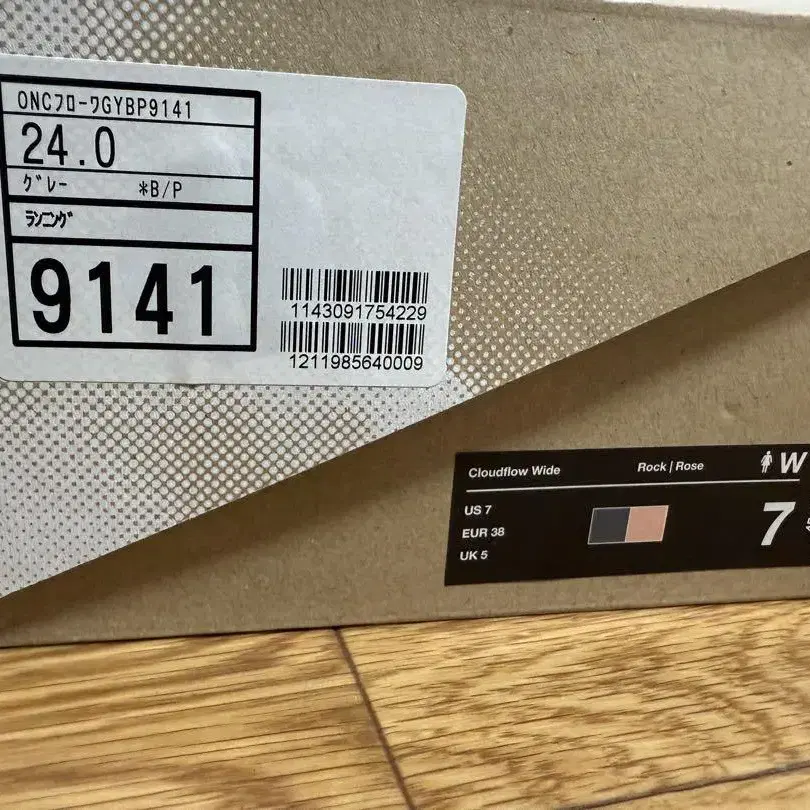 ONCﾌﾛｰﾜGYBP9141
24.0
ｸﾞﾚｰ *B/P
ﾗﾝﾆﾝｸﾞ
9141
1143091754229
1211985640009
Cloudflow Wide Rock | Rose W
US 7
EUR 38
UK 5
7